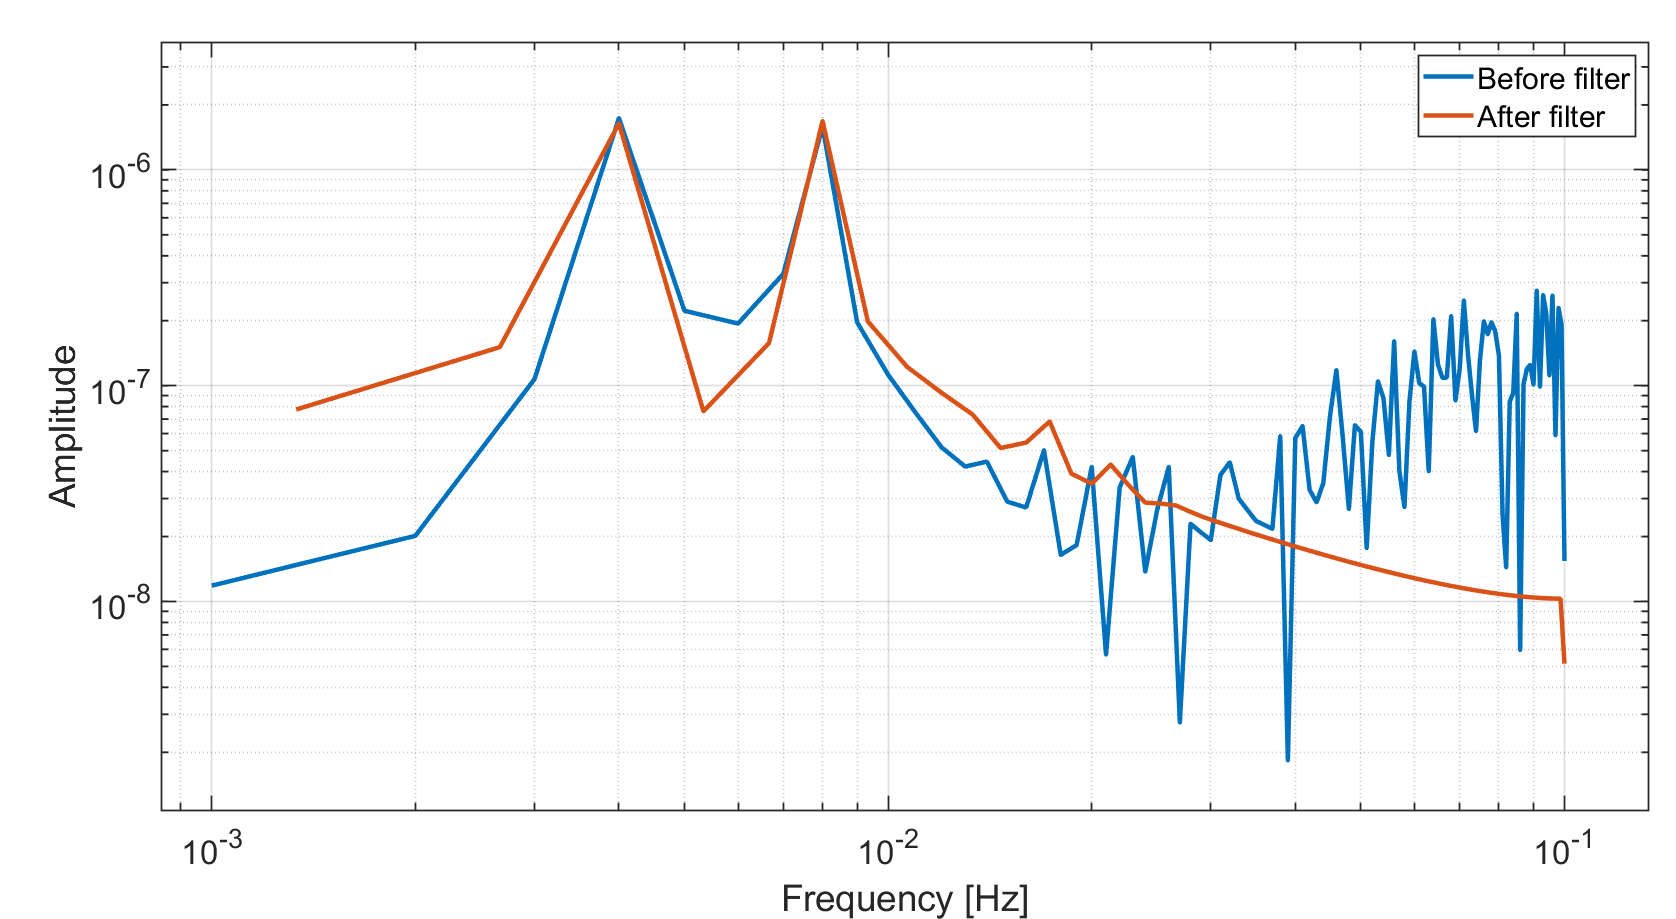 Before filter
After filter
10^-6
10^-7
10^-8
Amplitude
10^-3 10^-2 10^-1
Frequency [Hz]